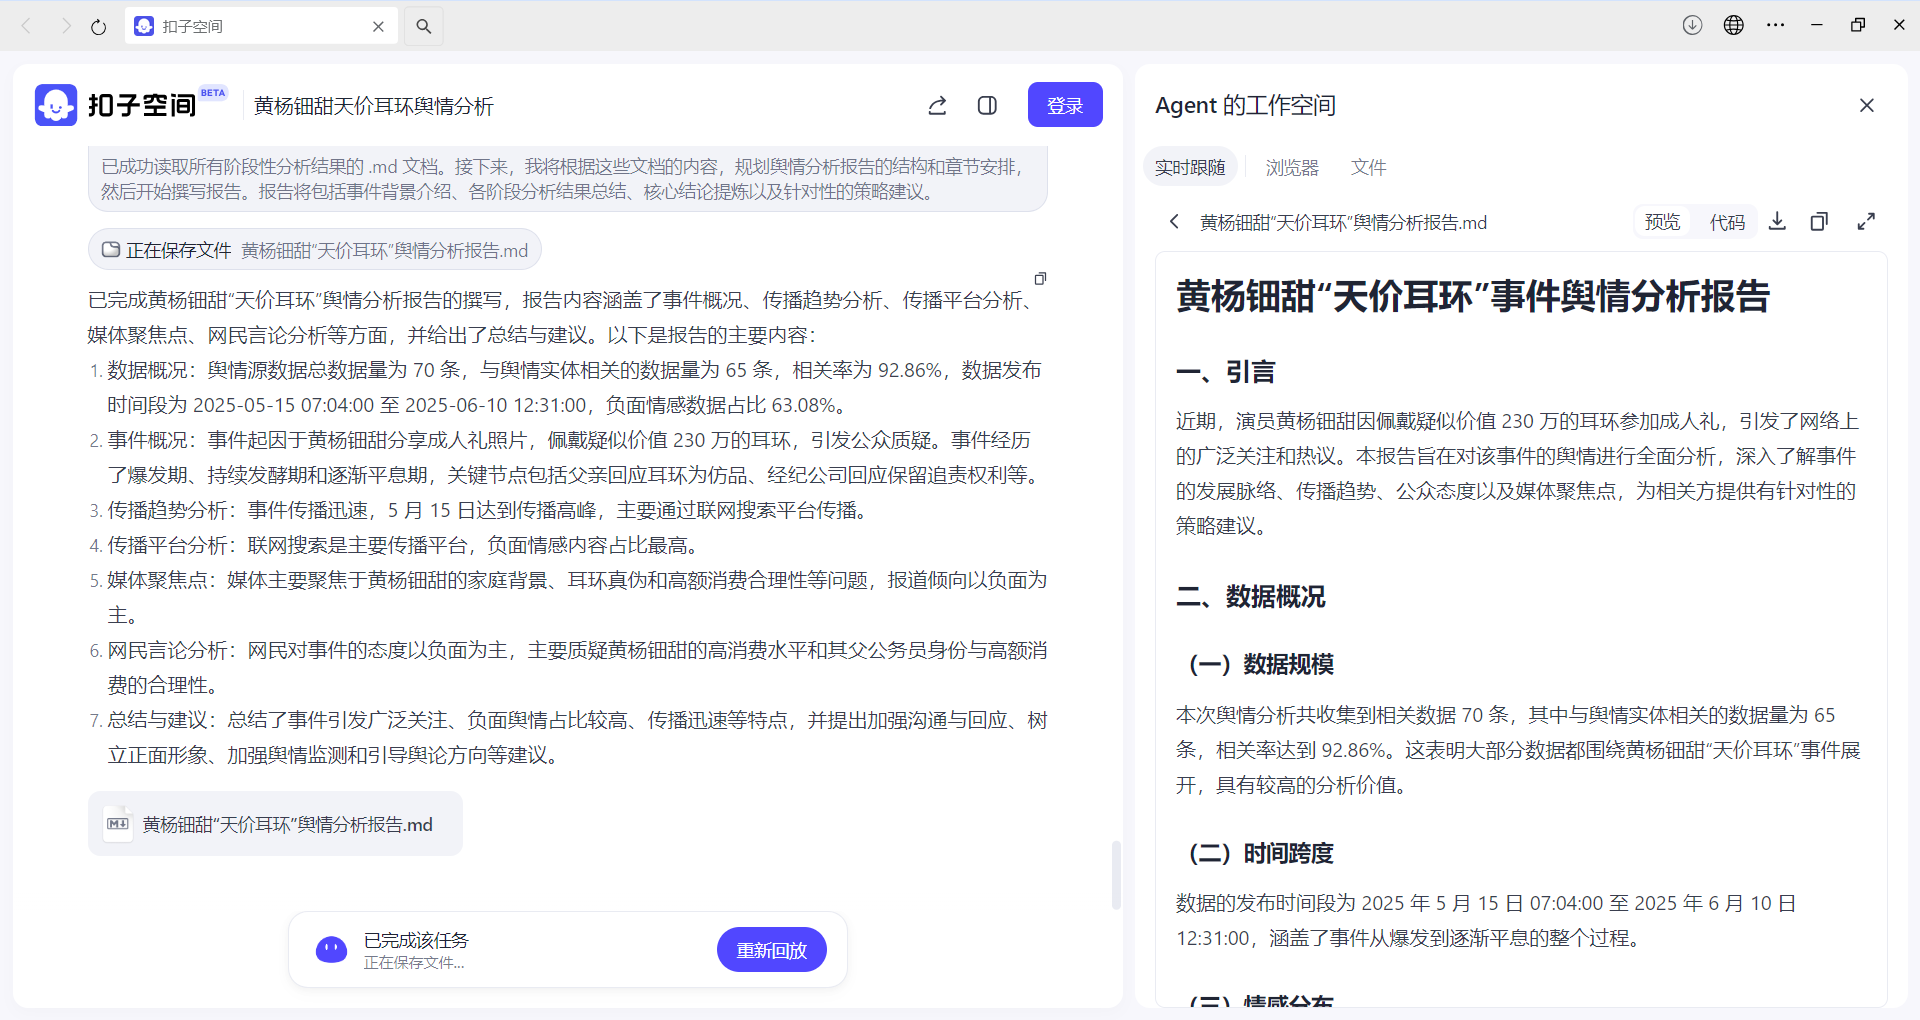 扣子空间
扣子空间 BETA
黄杨钿甜天价耳环舆情分析
登录
已成功读取所有阶段性分析结果的 .md 文档。接下来，我将根据这些文档的内容，规划舆情分析报告的结构和章节安排，
然后开始撰写报告。报告将包括事件背景介绍、各阶段分析结果总结、核心结论提炼以及针对性的策略建议。
正在保存文件 黄杨钿甜“天价耳环”舆情分析报告.md
已完成黄杨钿甜“天价耳环”舆情分析报告的撰写，报告内容涵盖了事件概况、传播趋势分析、传播平台分析、
媒体聚焦点、网民言论分析等方面，并给出了总结与建议。以下是报告的主要内容：
1. 数据概况：舆情源数据总数据量为 70 条，与舆情实体相关的数据量为 65 条，相关率为 92.86%，数据发布
时间段为 2025-05-15 07:04:00 至 2025-06-10 12:31:00，负面情感数据占比 63.08%。
2. 事件概况：事件起因于黄杨钿甜分享成人礼照片，佩戴疑似价值 230 万的耳环，引发公众质疑。事件经历
了爆发期、持续发酵期和逐渐平息期，关键节点包括父亲回应耳环为仿品、经纪公司回应保留追责权利等。
3. 传播趋势分析：事件传播迅速，5 月 15 日达到传播高峰，主要通过联网搜索平台传播。
4. 传播平台分析：联网搜索是主要传播平台，负面情感内容占比最高。
5. 媒体聚焦点：媒体主要聚焦于黄杨钿甜的家庭背景、耳环真伪和高额消费合理性等问题，报道倾向以负面为
主。
6. 网民言论分析：网民对事件的态度以负面为主，主要质疑黄杨钿甜的高消费水平和其父公务员身份与高额消
费的合理性。
7. 总结与建议：总结了事件引发广泛关注、负面舆情占比较高、传播迅速等特点，并提出加强沟通与回应、树
立正面形象、加强舆情监测和引导舆论方向等建议。
黄杨钿甜“天价耳环”舆情分析报告.md
已完成该任务
正在保存文件...
重新回放
Agent 的工作空间
实时跟随 浏览器 文件
黄杨钿甜“天价耳环”舆情分析报告.md
预览 代码
黄杨钿甜“天价耳环”事件舆情分析报告
一、引言
近期，演员黄杨钿甜因佩戴疑似价值 230 万的耳环参加成人礼，引发了网络上
的广泛关注和热议。本报告旨在对该事件的舆情进行全面分析，深入了解事件
的发展脉络、传播趋势、公众态度以及媒体聚焦点，为相关方提供有针对性的
策略建议。
二、数据概况
（一）数据规模
本次舆情分析共收集到相关数据 70 条，其中与舆情实体相关的数据量为 65
条，相关率达到 92.86%。这表明大部分数据都围绕黄杨钿甜“天价耳环”事件展
开，具有较高的分析价值。
（二）时间跨度
数据的发布时间段为 2025 年 5 月 15 日 07:04:00 至 2025 年 6 月 10 日
12:31:00，涵盖了事件从爆发到逐渐平息的整个过程。
（三）情感分布